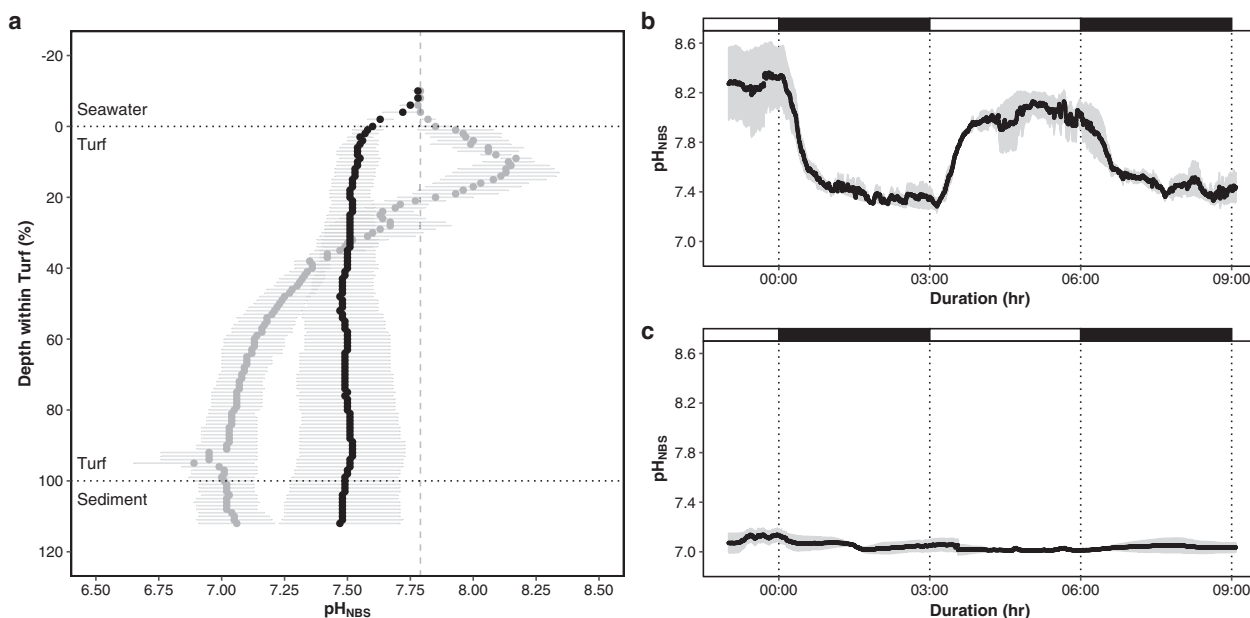 a
-20
Seawater
0
Turf
20
40
60
80
Turf
100
Sediment
120
Depth within Turf (%)
6.50 6.75 7.00 7.25 7.50 7.75 8.00 8.25 8.50
pHNBS
b
8.6
8.2
7.8
7.4
7.0
pHNBS
00:00 03:00 06:00 09:00
Duration (hr)
c
8.6
8.2
7.8
7.4
7.0
pHNBS
00:00 03:00 06:00 09:00
Duration (hr)